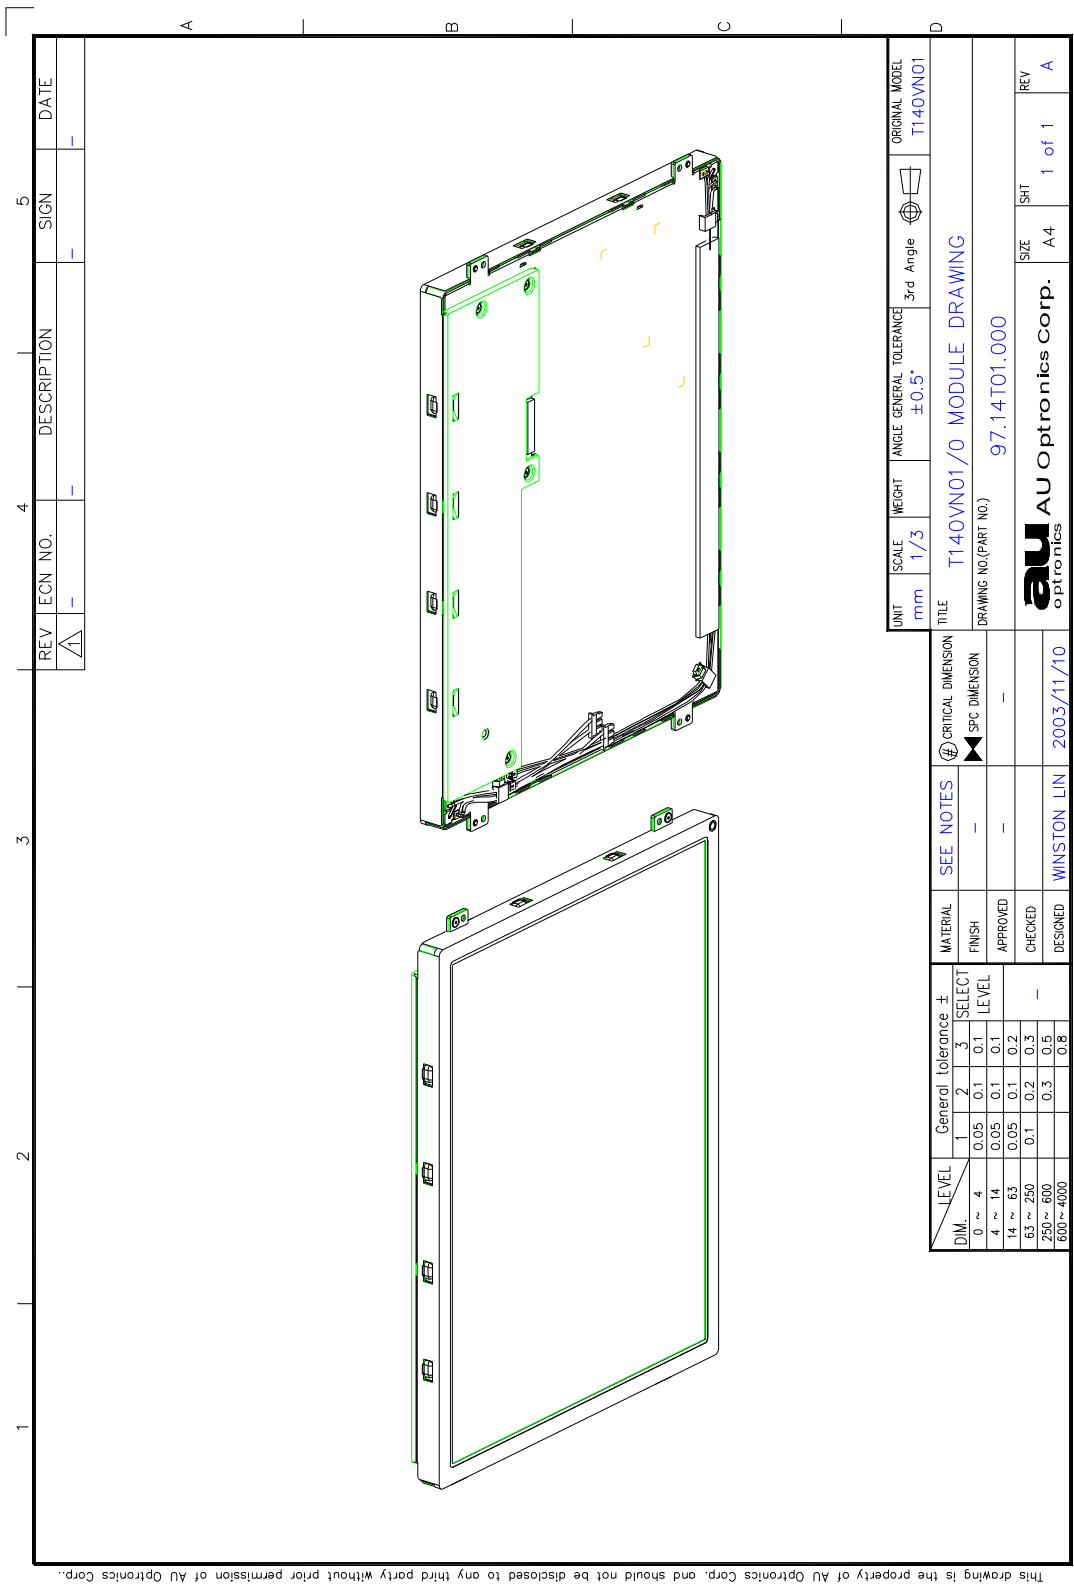 1 2 3 4 5
A
B
C
D
REV ECN NO. DESCRIPTION SIGN DATE
1 – – – –
UNIT SCALE WEIGHT ANGLE GENERAL TOLERANCE 3rd Angle ORIGINAL MODEL
mm 1/3 ±0.5° T140VN01
LEVEL General tolerance ±
DIM. 1 2 3 SELECT LEVEL
0 ~ 4 0.05 0.1 0.1
4 ~ 14 0.05 0.1 0.1
14 ~ 63 0.05 0.1 0.2
63 ~ 250 0.1 0.2 0.3 –
250 ~ 600 0.3 0.5
600 ~ 4000 0.8
MATERIAL SEE NOTES
FINISH –
APPROVED – –
CHECKED
DESIGNED WINSTON LIN 2003/11/10
# CRITICAL DIMENSION
SPC DIMENSION
TITLE T140VN01/0 MODULE DRAWING
DRAWING NO.(PART NO.) 97.14T01.000
au optronics
AU Optronics Corp.
SIZE SHT REV
A4 1 of 1 A
This drawing is the property of AU Optronics Corp. and should not be disclosed to any third party without prior permission of AU Optronics Corp..